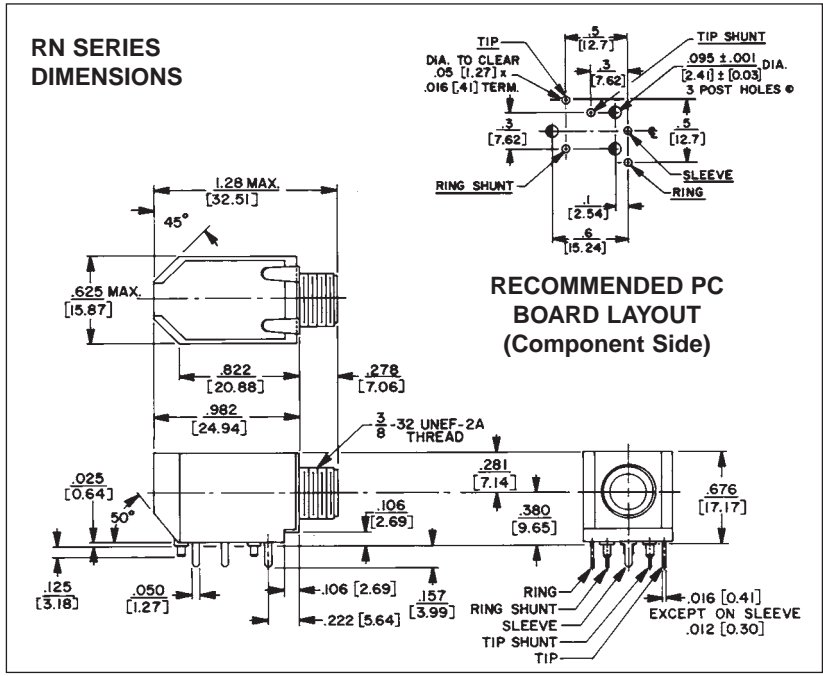 RN SERIES
DIMENSIONS
.5
[12.7]
TIP
TIP SHUNT
DIA. TO CLEAR
.05 [1.27] x
.016 [.41] TERM.
.3
[7.62]
.095 ±.001 DIA.
[2.41] ± [0.03]
3 POST HOLES
.3
[7.62]
.5
[12.7]
RING SHUNT
SLEEVE
RING
.1
[2.54]
.6
[15.24]
RECOMMENDED PC
BOARD LAYOUT
(Component Side)
1.28 MAX.
[32.51]
45°
.625 MAX.
[15.87]
.822
[20.88]
.278
[7.06]
.982
[24.94]
3/8 -32 UNEF-2A
THREAD
.025
[0.64]
50°
.281
[7.14]
.106
[2.69]
.380
[9.65]
.676
[17.17]
.125
[3.18]
.050
[1.27]
.106 [2.69]
.157
[3.99]
.222 [5.64]
RING
RING SHUNT
SLEEVE
TIP SHUNT
TIP
.016 [0.41]
EXCEPT ON SLEEVE
.012 [0.30]